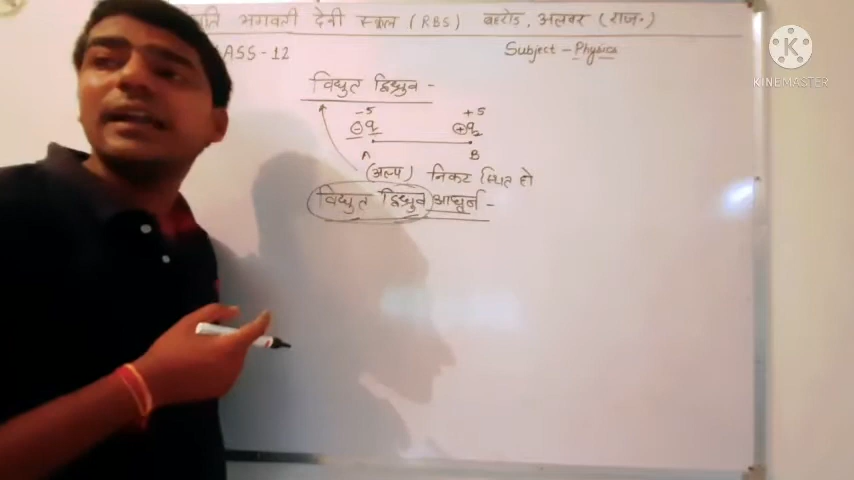 भगवती देवी स्कूल (RBS) बहरोड, अलवर (राज.)
ASS-12 Subject - Physics
विद्युत द्विध्रुव -
-5 +5
⊖q ⊕q
A B
(अल्प) निकट स्थित हो
विद्युत द्विध्रुव आघूर्ण -
KINEMASTER